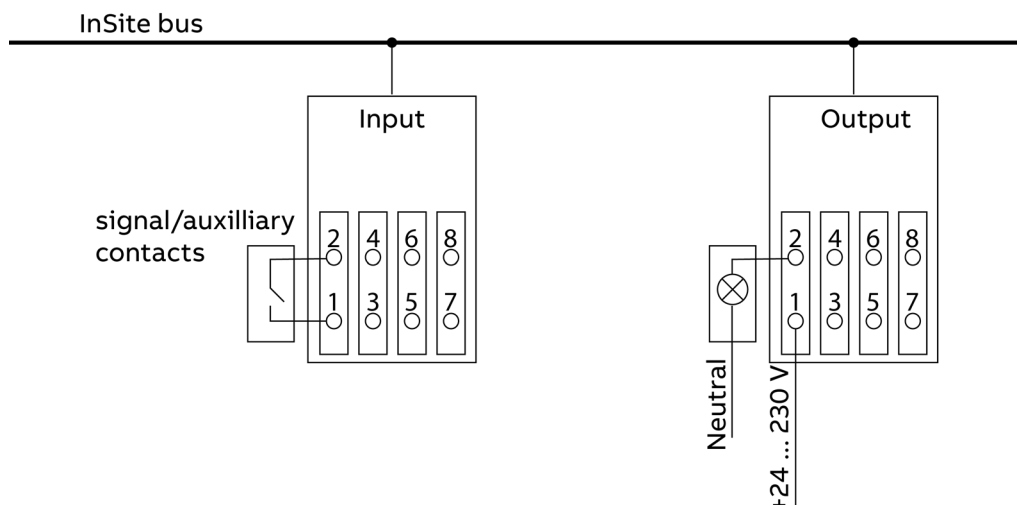 InSite bus
Input
Output
signal/auxilliary
contacts
2 4 6 8
1 3 5 7
2 4 6 8
1 3 5 7
Neutral
+24 ... 230 V